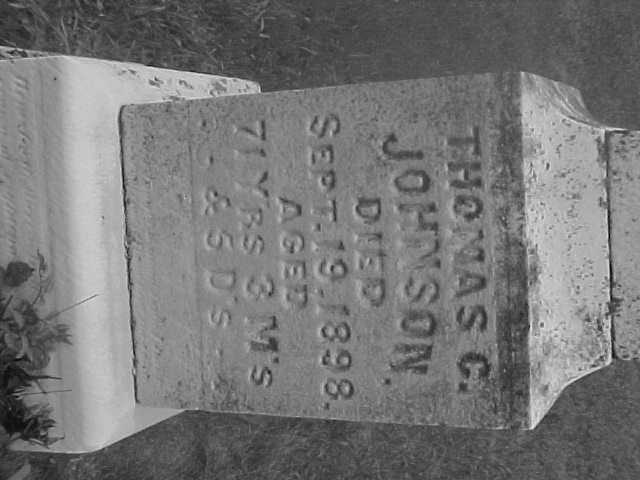 THOMAS C.
JOHNSON.
DIED
SEPT. 19, 1898.
AGED
71 YRS 3 M's
& 5 D's.